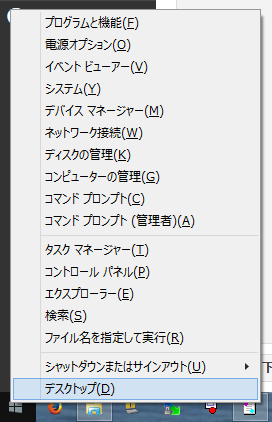 プログラムと機能(F)
電源オプション(O)
イベント ビューアー(V)
システム(Y)
デバイス マネージャー(M)
ネットワーク接続(W)
ディスクの管理(K)
コンピューターの管理(G)
コマンド プロンプト(C)
コマンド プロンプト (管理者)(A)
タスク マネージャー(T)
コントロール パネル(P)
エクスプローラー(E)
検索(S)
ファイル名を指定して実行(R)
シャットダウンまたはサインアウト(U)
デスクトップ(D)
下